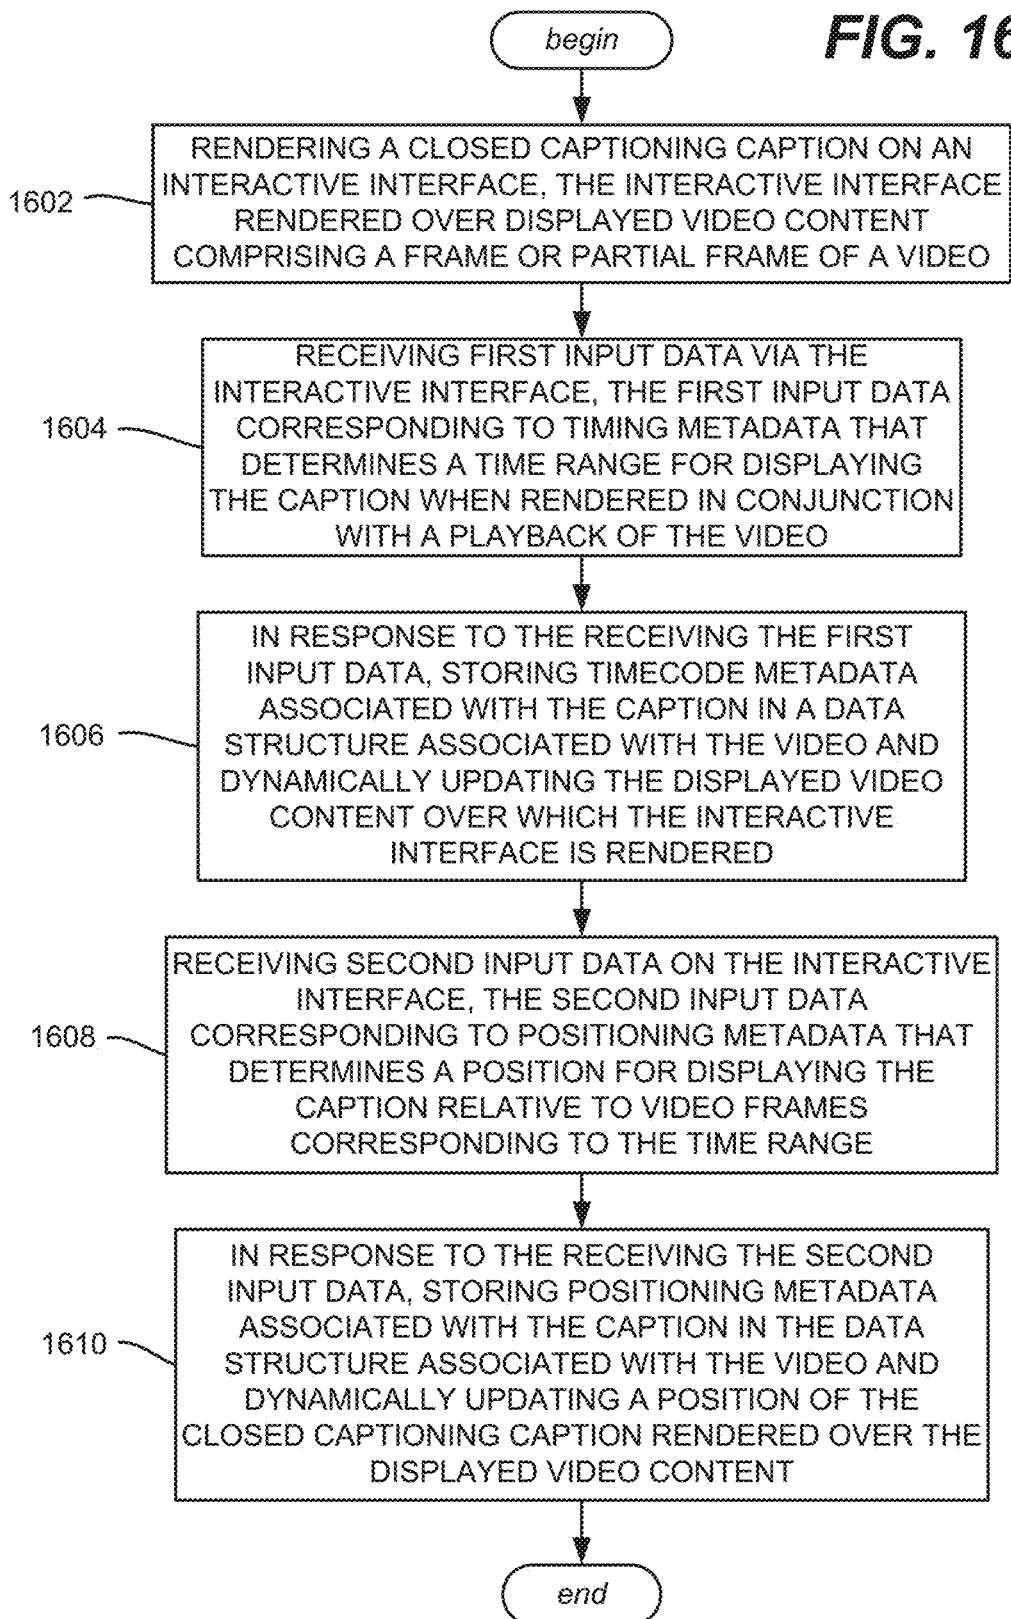 begin
FIG. 16
RENDERING A CLOSED CAPTIONING CAPTION ON AN
INTERACTIVE INTERFACE, THE INTERACTIVE INTERFACE
RENDERED OVER DISPLAYED VIDEO CONTENT
COMPRISING A FRAME OR PARTIAL FRAME OF A VIDEO
1602
RECEIVING FIRST INPUT DATA VIA THE
INTERACTIVE INTERFACE, THE FIRST INPUT DATA
CORRESPONDING TO TIMING METADATA THAT
DETERMINES A TIME RANGE FOR DISPLAYING
THE CAPTION WHEN RENDERED IN CONJUNCTION
WITH A PLAYBACK OF THE VIDEO
1604
IN RESPONSE TO THE RECEIVING THE FIRST
INPUT DATA, STORING TIMECODE METADATA
ASSOCIATED WITH THE CAPTION IN A DATA
STRUCTURE ASSOCIATED WITH THE VIDEO AND
DYNAMICALLY UPDATING THE DISPLAYED VIDEO
CONTENT OVER WHICH THE INTERACTIVE
INTERFACE IS RENDERED
1606
RECEIVING SECOND INPUT DATA ON THE INTERACTIVE
INTERFACE, THE SECOND INPUT DATA
CORRESPONDING TO POSITIONING METADATA THAT
DETERMINES A POSITION FOR DISPLAYING THE
CAPTION RELATIVE TO VIDEO FRAMES
CORRESPONDING TO THE TIME RANGE
1608
IN RESPONSE TO THE RECEIVING THE SECOND
INPUT DATA, STORING POSITIONING METADATA
ASSOCIATED WITH THE CAPTION IN THE DATA
STRUCTURE ASSOCIATED WITH THE VIDEO AND
DYNAMICALLY UPDATING A POSITION OF THE
CLOSED CAPTIONING CAPTION RENDERED OVER THE
DISPLAYED VIDEO CONTENT
1610
end